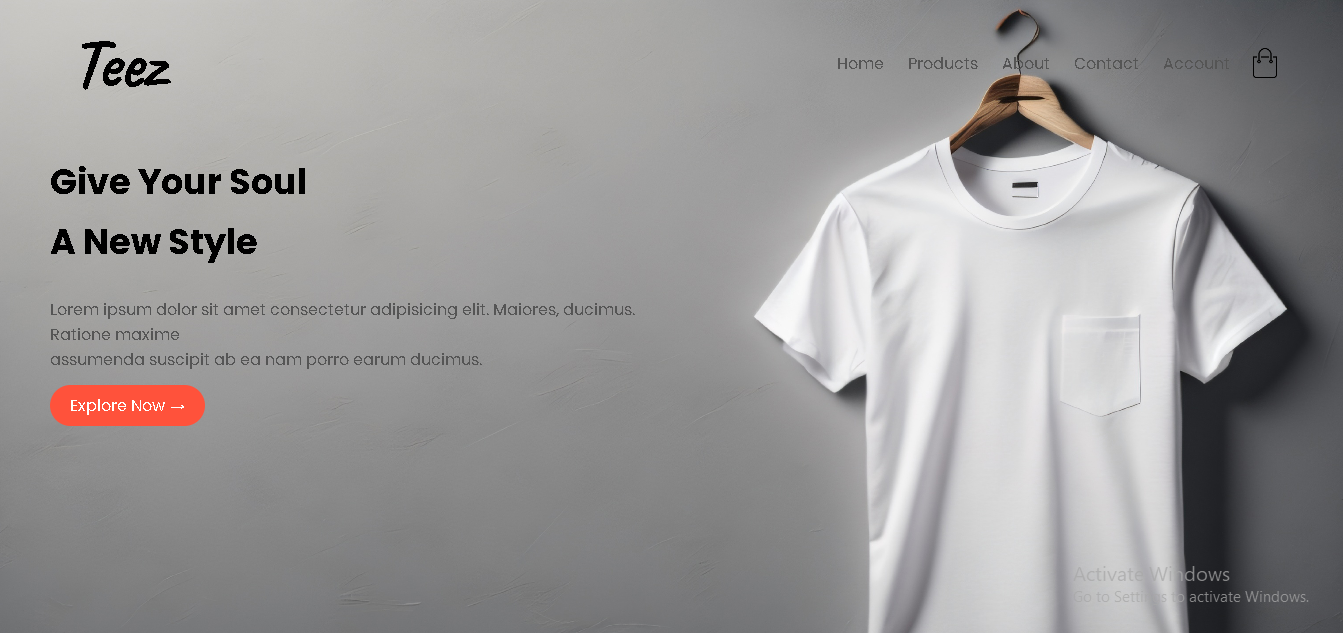 Teez
Home Products About Contact Account
Give Your Soul
A New Style
Lorem ipsum dolor sit amet consectetur adipisicing elit. Maiores, ducimus.
Ratione maxime
assumenda suscipit ab ea nam porro earum ducimus.
Explore Now →
Activate Windows
Go to Settings to activate Windows.